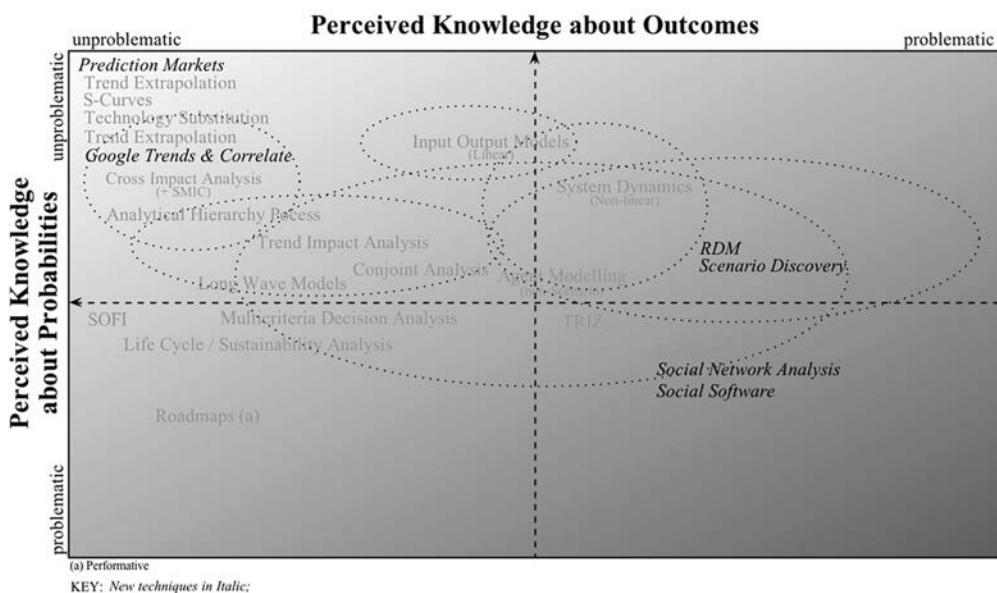 Perceived Knowledge about Outcomes
unproblematic
problematic
Perceived Knowledge
about Probabilities
unproblematic
problematic
Prediction Markets
Trend Extrapolation
S-Curves
Technology Substitution
Trend Extrapolation
Google Trends & Correlate
Cross Impact Analysis
(+ SMIC)
Analytical Hierarchy Pocess
Trend Impact Analysis
Conjoint Analysis
Long Wave Models
Input Output Models
(Linear)
System Dynamics
(Non-linear)
Agent Modelling
RDM
Scenario Discovery
SOFI
Multicriteria Decision Analysis
TRIZ
Life Cycle / Sustainability Analysis
Social Network Analysis
Social Software
Roadmaps (a)
(a) Performative
KEY: New techniques in Italic;